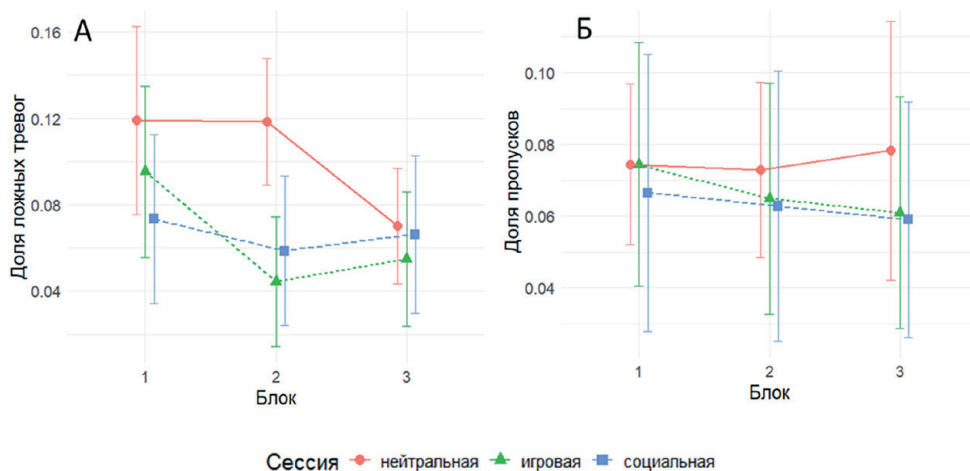 А
Доля ложных тревог
0.16
0.12
0.08
0.04
1 2 3
Блок
Б
Доля пропусков
0.10
0.08
0.06
0.04
1 2 3
Блок
Сессия нейтральная игровая социальная